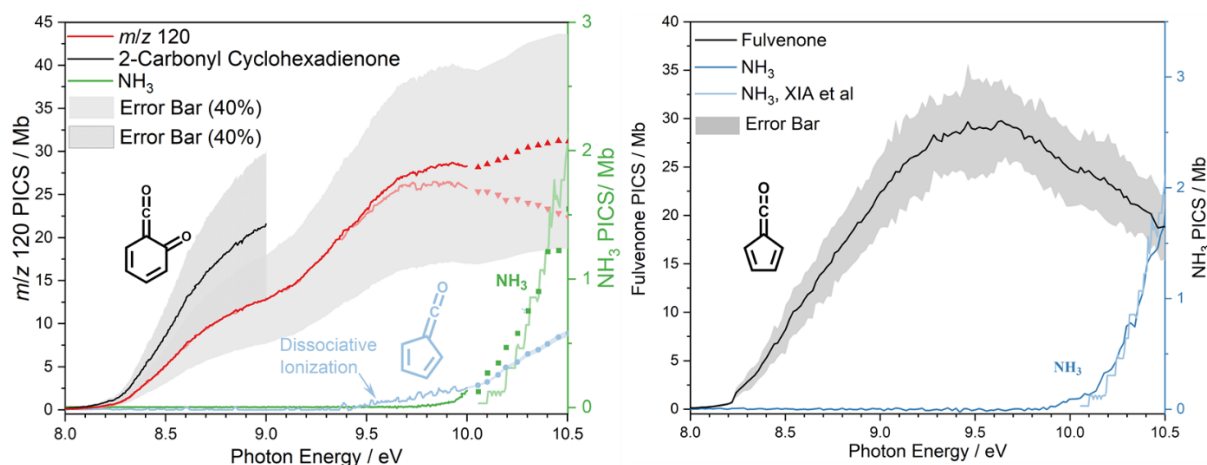 45
40
35
30
25
20
15
10
5
0
m/z 120 PICS / Mb
m/z 120
2-Carbonyl Cyclohexadienone
NH3
Error Bar (40%)
Error Bar (40%)
C
O
O
Dissociative
Ionization
C
O
NH3
3
2
1
0
NH3 PICS/ Mb
8.0 8.5 9.0 9.5 10.0 10.5
Photon Energy / eV
40
35
30
25
20
15
10
5
0
Fulvenone PICS / Mb
Fulvenone
NH3
NH3, XIA et al
Error Bar
O
C
NH3
3
2
1
0
NH3 PICS / Mb
8.0 8.5 9.0 9.5 10.0 10.5
Photon Energy / eV